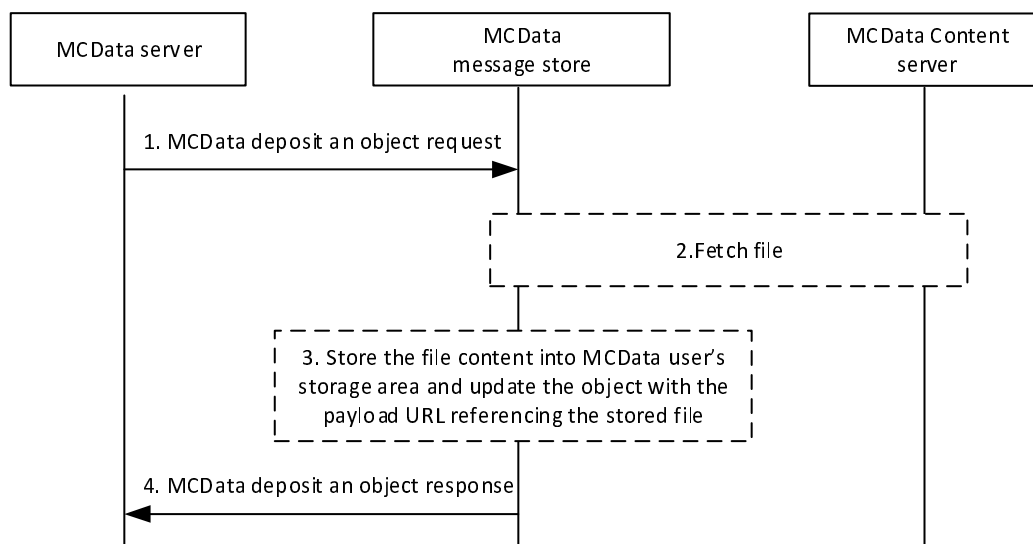 MCData server
MCData
message store
MCData Content
server
1. MCData deposit an object request
2.Fetch file
3. Store the file content into MCData user’s
storage area and update the object with the
payload URL referencing the stored file
4. MCData deposit an object response